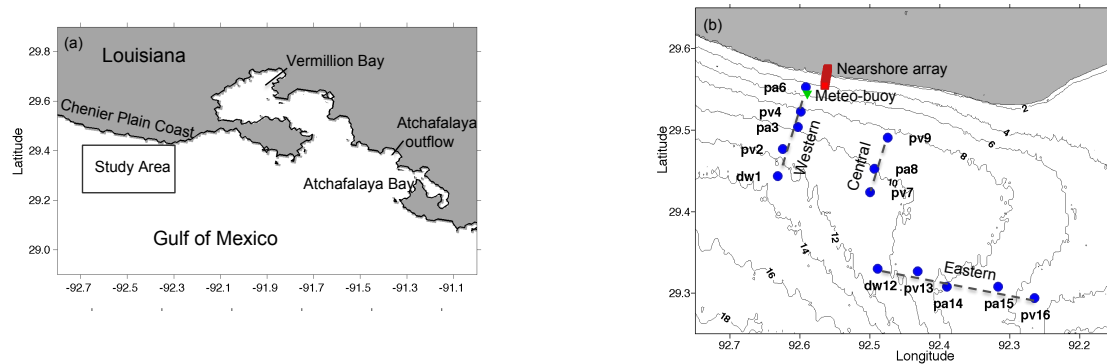 (a)
Louisiana
Vermillion Bay
Chenier Plain Coast
Atchafalaya
outflow
Study Area
Atchafalaya Bay
Gulf of Mexico
Latitude
29.8
29.6
29.4
29.2
29.0
-92.7 -92.5 -92.3 -92.1 -91.9 -91.7 -91.5 -91.3 -91.1
(b)
Nearshore array
pa6
Meteo-buoy
pv4
pa3
pv2
dw1
Western
Central
pv9
pa8
pv7
Eastern
dw12
pv13
pa14
pa15
pv16
2
4
6
8
10
12
14
16
18
Latitude
29.6
29.5
29.4
29.3
92.7 92.6 92.5 92.4 92.3 92.2
Longitude